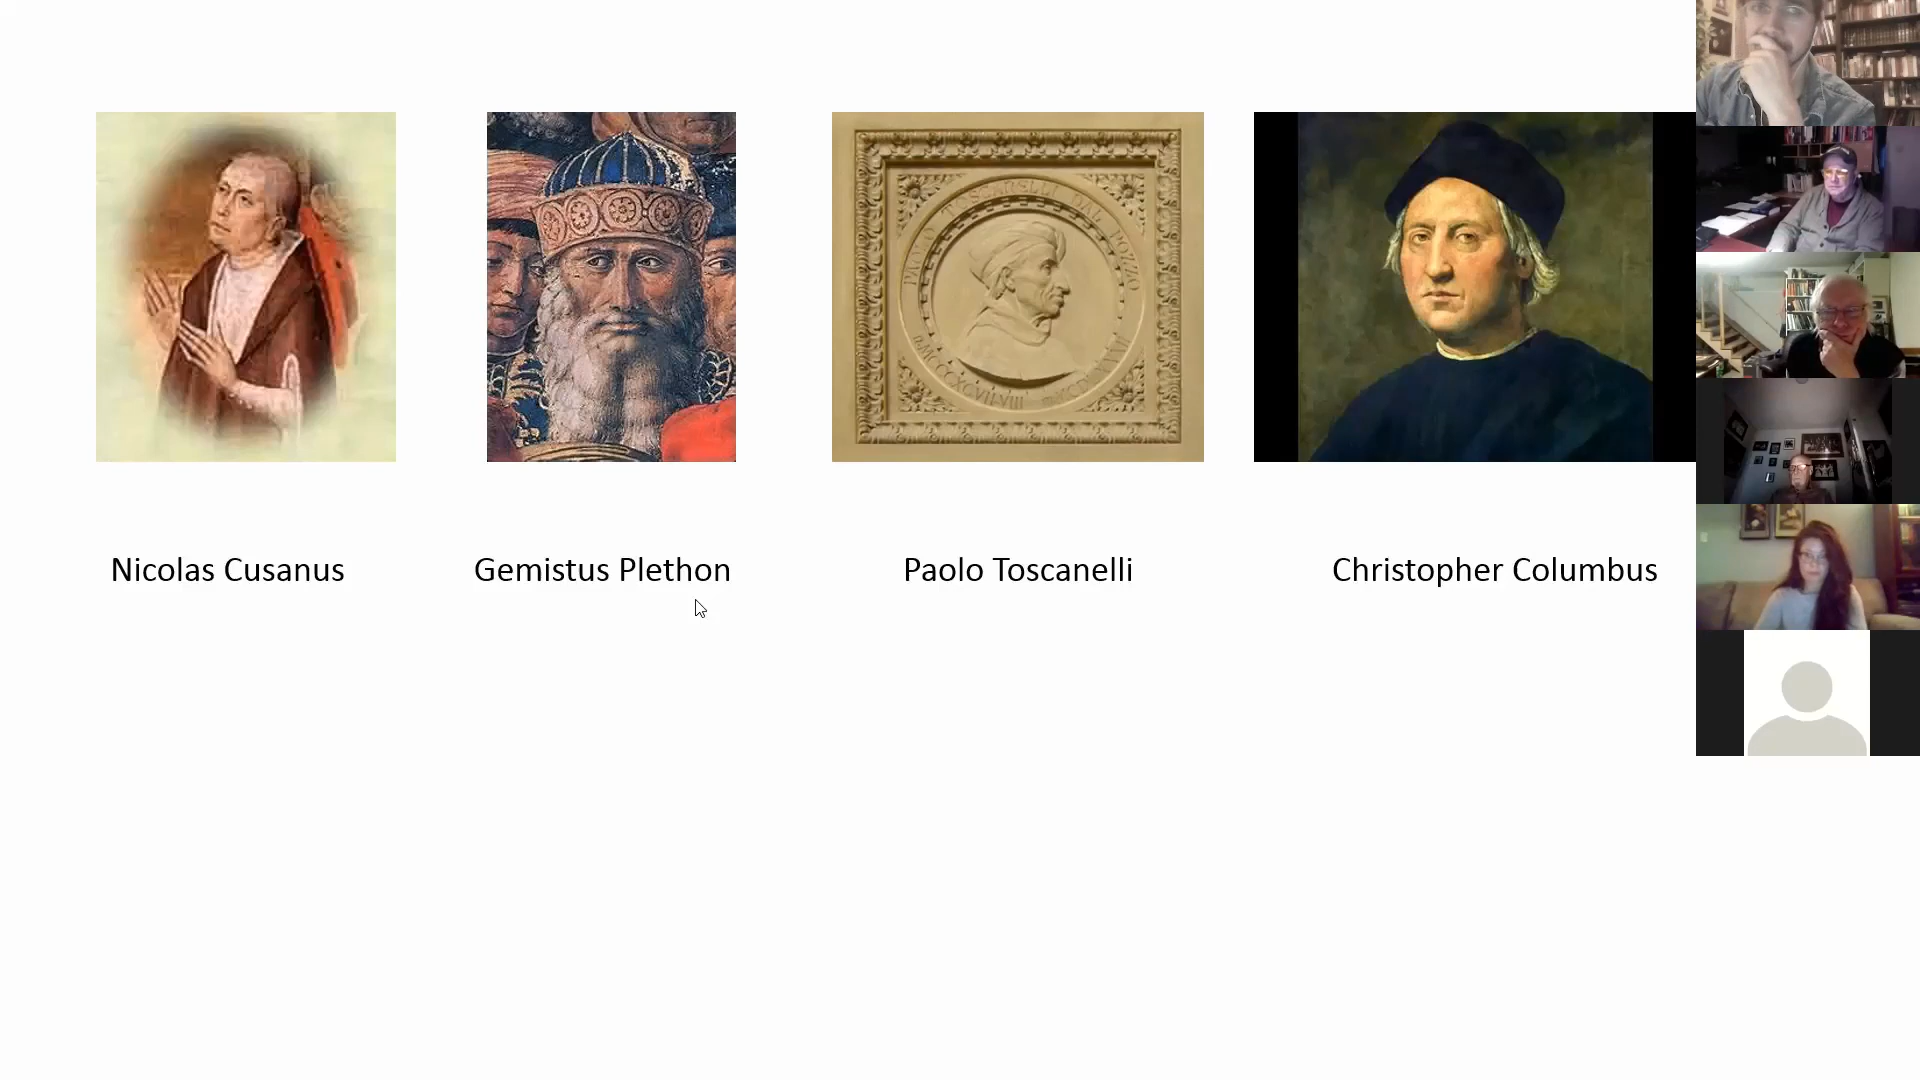 Nicolas Cusanus
Gemistus Plethon
Paolo Toscanelli
Christopher Columbus